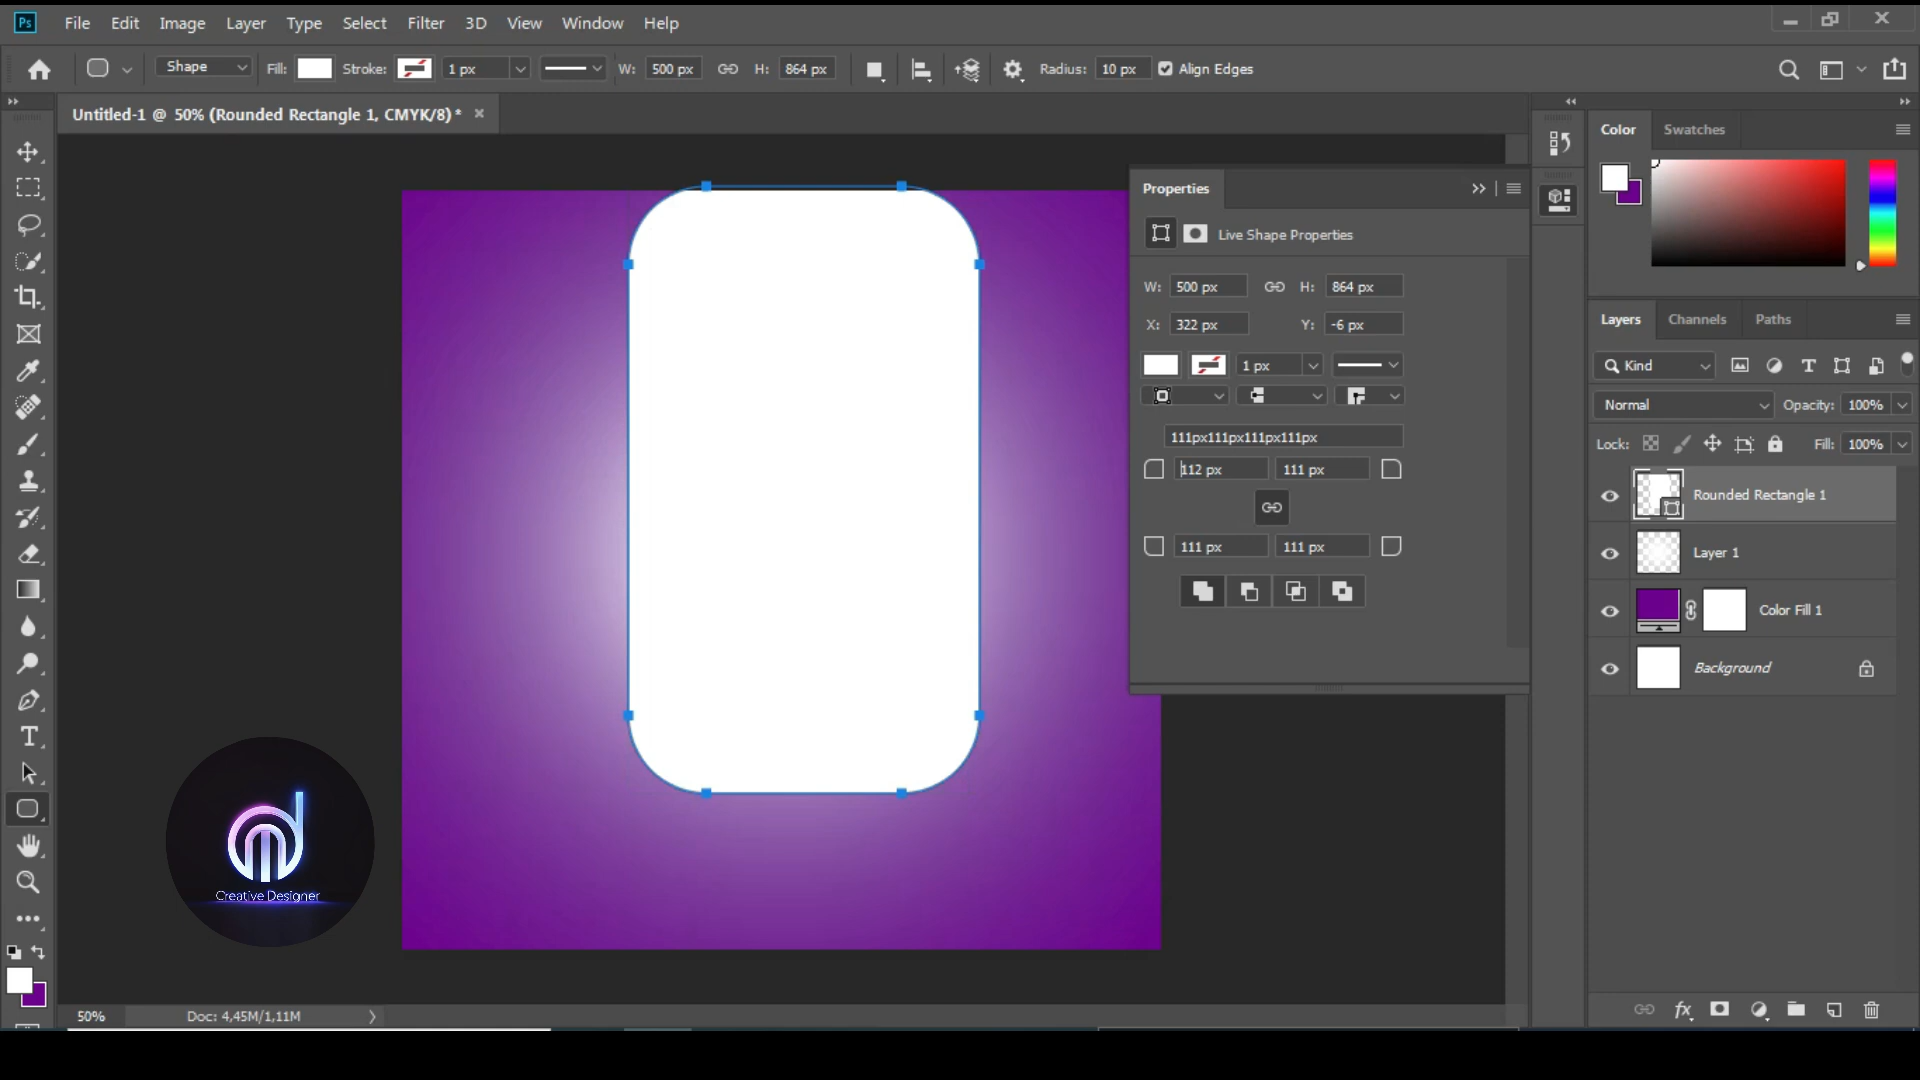 Ps File Edit Image Layer Type Select Filter 3D View Window Help
Shape Fill: Stroke: 1 px W: 500 px H: 864 px Radius: 10 px Align Edges
Untitled-1 @ 50% (Rounded Rectangle 1, CMYK/8) *
Color Swatches
Properties
Live Shape Properties
W: 500 px H: 864 px
X: 322 px Y: -6 px
1 px
111px111px111px111px
112 px 111 px
111 px 111 px
Layers Channels Paths
Kind
Normal Opacity: 100%
Lock: Fill: 100%
Rounded Rectangle 1
Layer 1
Color Fill 1
Background
Creative Designer
50% Doc: 4,45M/1,11M